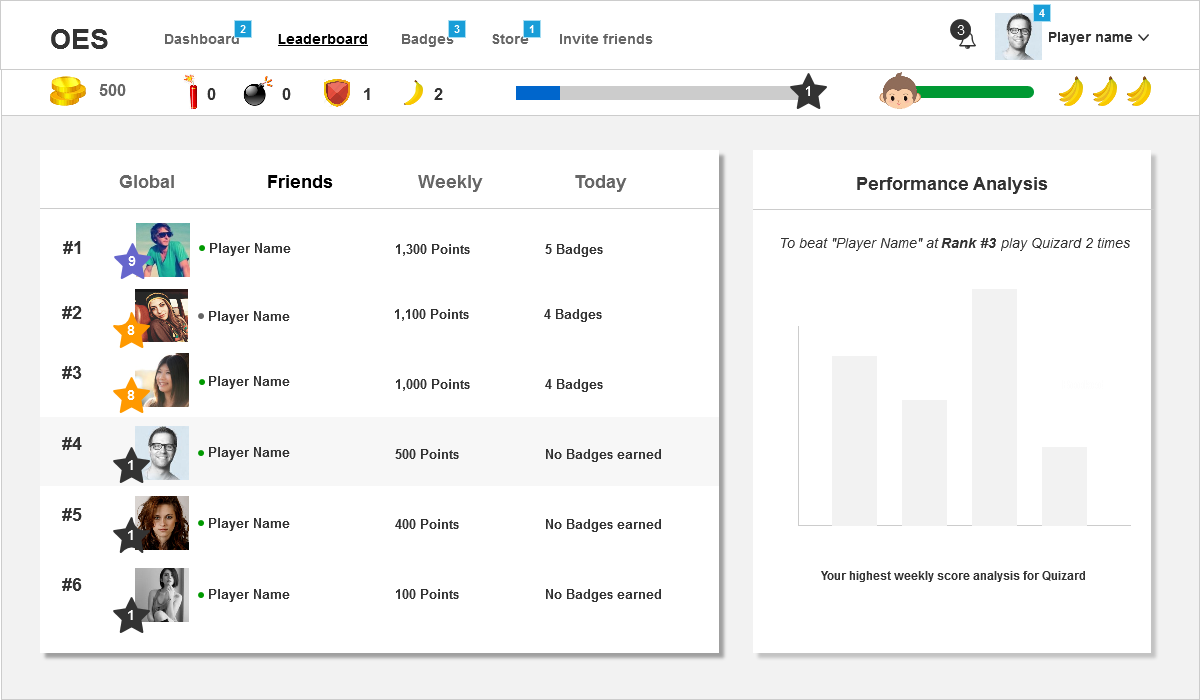 OES
Dashboard 2
Leaderboard
Badges 3
Store 1
Invite friends
3
4
Player name
500
0
0
1
2
1
Global Friends Weekly Today
#1 9 Player Name 1,300 Points 5 Badges
#2 8 Player Name 1,100 Points 4 Badges
#3 8 Player Name 1,000 Points 4 Badges
#4 1 Player Name 500 Points No Badges earned
#5 1 Player Name 400 Points No Badges earned
#6 1 Player Name 100 Points No Badges earned
Performance Analysis
To beat "Player Name" at Rank #3 play Quizard 2 times
Your highest weekly score analysis for Quizard